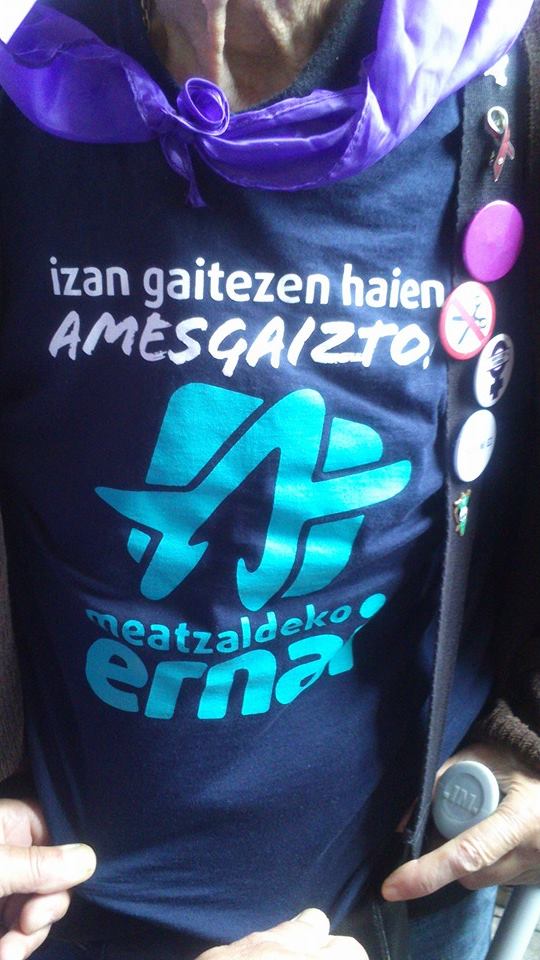 izan gaitezen haien
AMESGAIZTO.
meatzaldeko
ernai